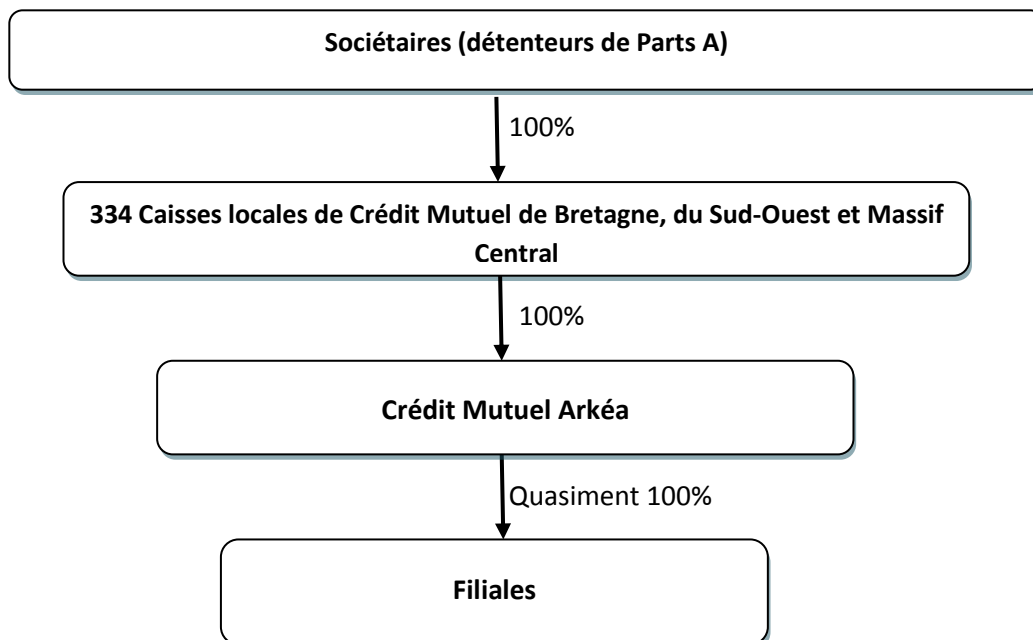 Sociétaires (détenteurs de Parts A)
100%
334 Caisses locales de Crédit Mutuel de Bretagne, du Sud-Ouest et Massif
Central
100%
Crédit Mutuel Arkéa
Quasiment 100%
Filiales